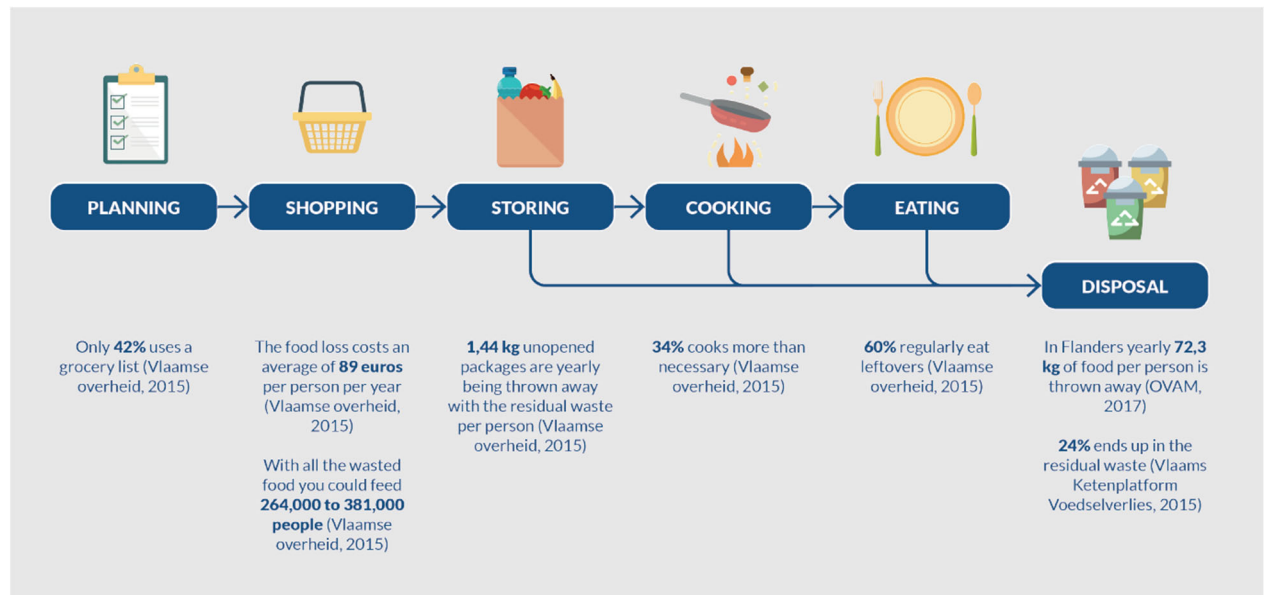 PLANNING
SHOPPING
STORING
COOKING
EATING
DISPOSAL
Only 42% uses a
grocery list (Vlaamse
overheid, 2015)
The food loss costs an
average of 89 euros
per person per year
(Vlaamse overheid,
2015)
With all the wasted
food you could feed
264,000 to 381,000
people (Vlaamse
overheid, 2015)
1,44 kg unopened
packages are yearly
being thrown away
with the residual waste
per person (Vlaamse
overheid, 2015)
34% cooks more than
necessary (Vlaamse
overheid, 2015)
60% regularly eat
leftovers (Vlaamse
overheid, 2015)
In Flanders yearly 72,3
kg of food per person is
thrown away (OVAM,
2017)
24% ends up in the
residual waste (Vlaams
Ketenplatform
Voedselverlies, 2015)